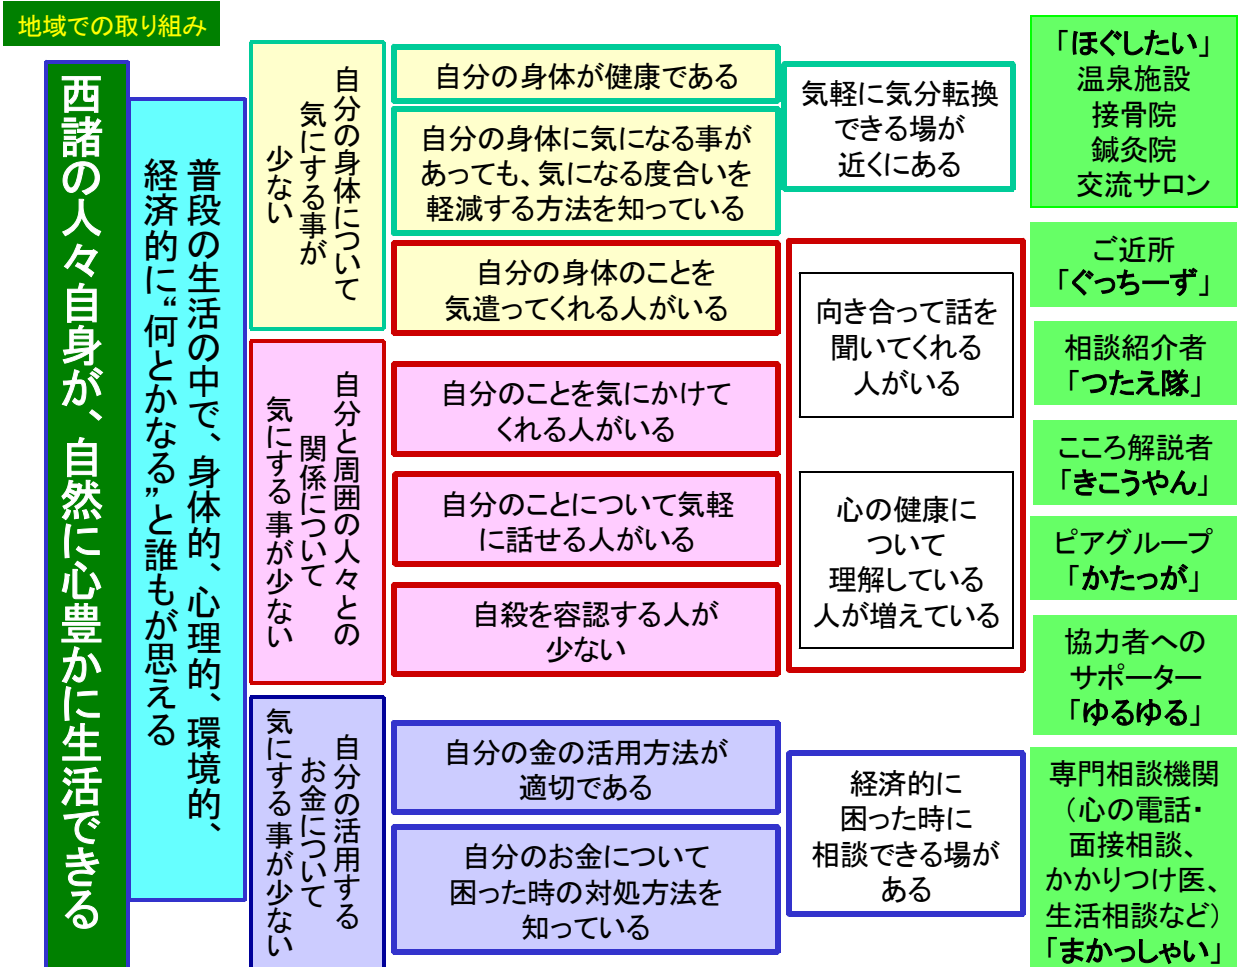 地域での取り組み
西諸の人々自身が、自然に心豊かに生活できる
普段の生活の中で、身体的、心理的、環境的、
経済的に“何とかなる”と誰もが思える
自分の身体について
気にする事が
少ない
自分の身体が健康である
自分の身体に気になる事が
あっても、気になる度合いを
軽減する方法を知っている
自分の身体のことを
気遣ってくれる人がいる
自分と周囲の人々との
関係について
気にする事が少ない
自分のことを気にかけて
くれる人がいる
自分のことについて気軽
に話せる人がいる
自殺を容認する人が
少ない
自分の活用する
お金について
気にする事が少ない
自分の金の活用方法が
適切である
自分のお金について
困った時の対処方法を
知っている
気軽に気分転換
できる場が
近くにある
向き合って話を
聞いてくれる
人がいる
心の健康に
ついて
理解している
人が増えている
経済的に
困った時に
相談できる場が
ある
「ほぐしたい」
温泉施設
接骨院
鍼灸院
交流サロン
ご近所
「ぐっちーず」
相談紹介者
「つたえ隊」
こころ解説者
「きこうやん」
ピアグループ
「かたっが」
協力者への
サポーター
「ゆるゆる」
専門相談機関
（心の電話・
面接相談、
かかりつけ医、
生活相談など）
「まかっしゃい」